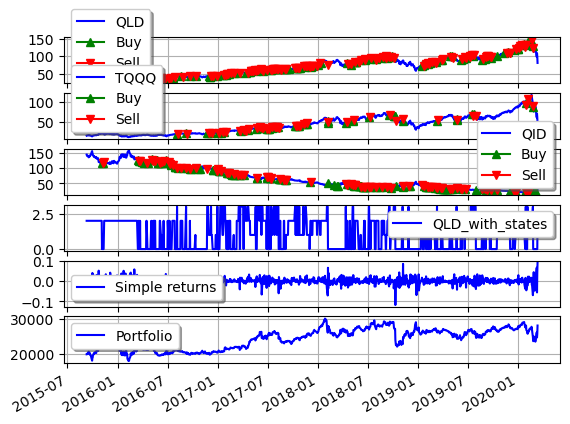 QLD
Buy
Sell
150
100
50
TQQQ
Buy
Sell
100
50
QID
Buy
Sell
150
100
50
QLD_with_states
2.5
0.0
Simple returns
0.1
0.0
−0.1
Portfolio
30000
20000
2015-07
2016-01
2016-07
2017-01
2017-07
2018-01
2018-07
2019-01
2019-07
2020-01